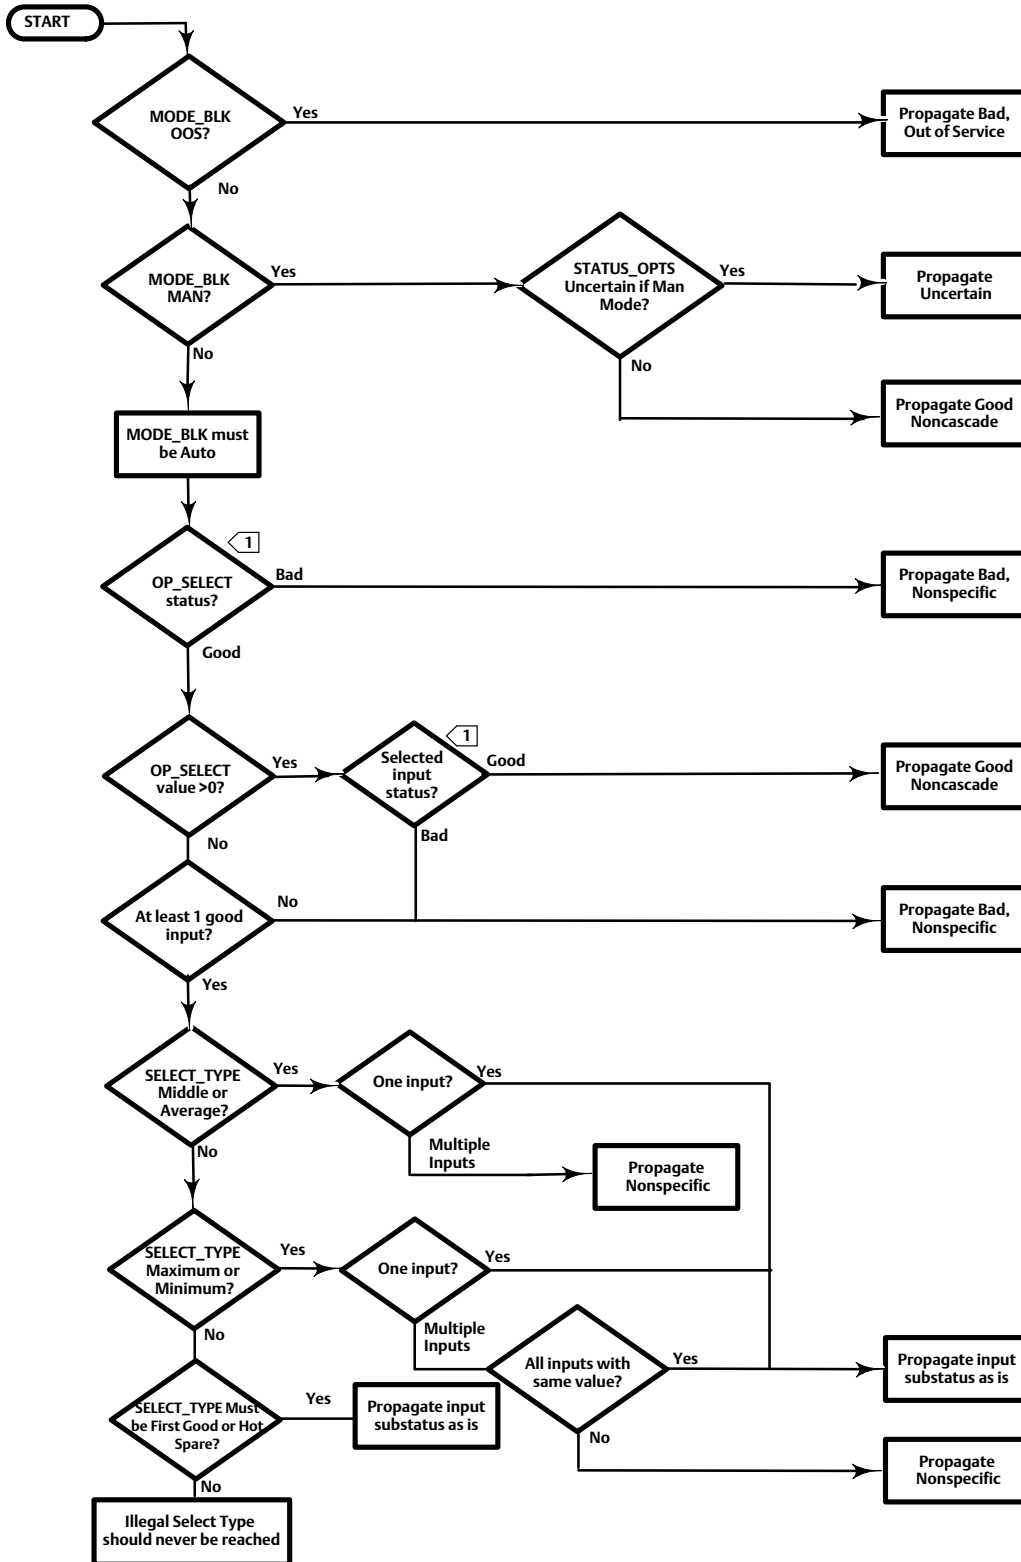 START
MODE_BLK
OOS?
Yes
Propagate Bad,
Out of Service
No
MODE_BLK
MAN?
Yes
STATUS_OPTS
Uncertain if Man
Mode?
Yes
Propagate
Uncertain
No
No
Propagate Good
Noncascade
MODE_BLK must
be Auto
1
OP_SELECT
status?
Bad
Propagate Bad,
Nonspecific
Good
OP_SELECT
value >0?
Yes
1
Selected
input
status?
Good
Propagate Good
Noncascade
Bad
No
At least 1 good
input?
No
Propagate Bad,
Nonspecific
Yes
SELECT_TYPE
Middle or
Average?
Yes
One input?
Yes
No
Multiple
Inputs
Propagate
Nonspecific
SELECT_TYPE
Maximum or
Minimum?
Yes
One input?
Yes
No
Multiple
Inputs
All inputs with
same value?
Yes
Propagate input
substatus as is
SELECT_TYPE Must
be First Good or Hot
Spare?
Yes
Propagate input
substatus as is
No
Propagate
Nonspecific
No
Illegal Select Type
should never be reached